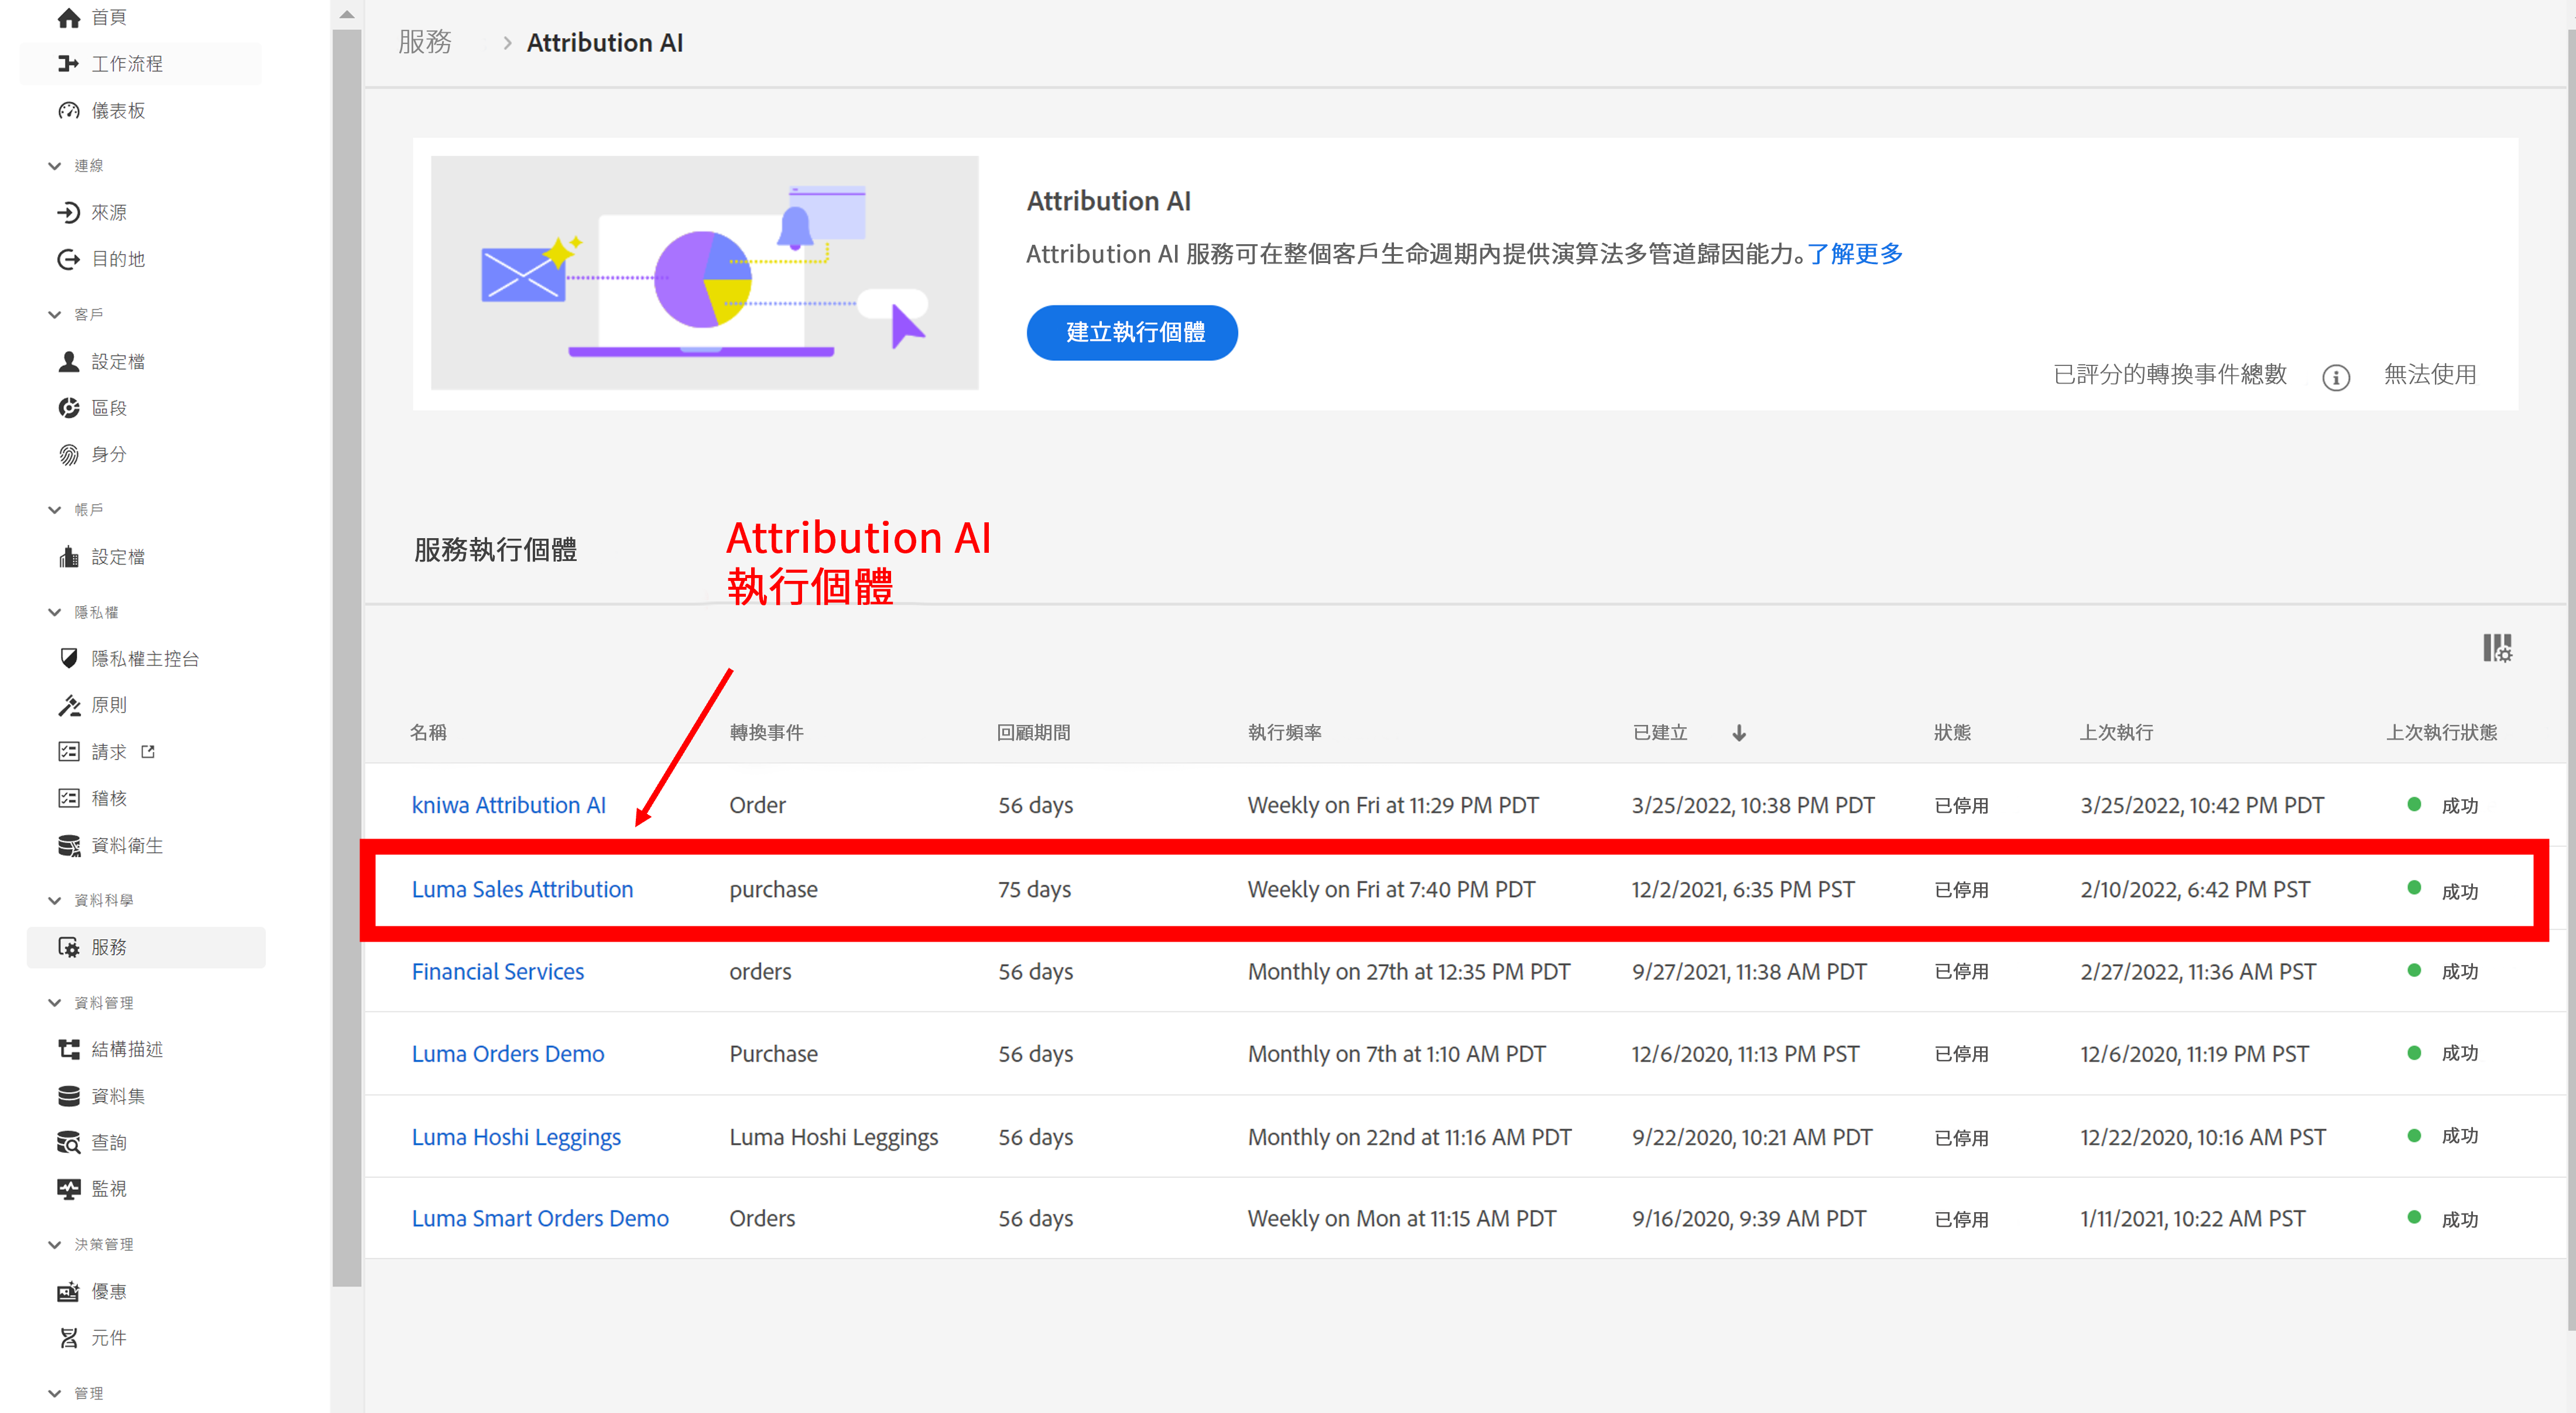 首頁
工作流程
儀表板
連線
來源
目的地
客戶
設定檔
區段
身分
帳戶
設定檔
隱私權
隱私權主控台
原則
請求
稽核
資料衛生
資料科學
服務
資料管理
結構描述
資料集
查詢
監視
決策管理
優惠
元件
管理
服務 > Attribution AI
Attribution AI
Attribution AI 服務可在整個客戶生命週期內提供演算法多管道歸因能力。了解更多
建立執行個體
已評分的轉換事件總數 無法使用
服務執行個體
Attribution AI
執行個體
名稱 轉換事件 回顧期間 執行頻率 已建立 狀態 上次執行 上次執行狀態
kniwa Attribution AI Order 56 days Weekly on Fri at 11:29 PM PDT 3/25/2022, 10:38 PM PDT 已停用 3/25/2022, 10:42 PM PDT 成功
Luma Sales Attribution purchase 75 days Weekly on Fri at 7:40 PM PDT 12/2/2021, 6:35 PM PST 已停用 2/10/2022, 6:42 PM PST 成功
Financial Services orders 56 days Monthly on 27th at 12:35 PM PDT 9/27/2021, 11:38 AM PDT 已停用 2/27/2022, 11:36 AM PST 成功
Luma Orders Demo Purchase 56 days Monthly on 7th at 1:10 AM PDT 12/6/2020, 11:13 PM PST 已停用 12/6/2020, 11:19 PM PST 成功
Luma Hoshi Leggings Luma Hoshi Leggings 56 days Monthly on 22nd at 11:16 AM PDT 9/22/2020, 10:21 AM PDT 已停用 12/22/2020, 10:16 AM PST 成功
Luma Smart Orders Demo Orders 56 days Weekly on Mon at 11:15 AM PDT 9/16/2020, 9:39 AM PDT 已停用 1/11/2021, 10:22 AM PST 成功